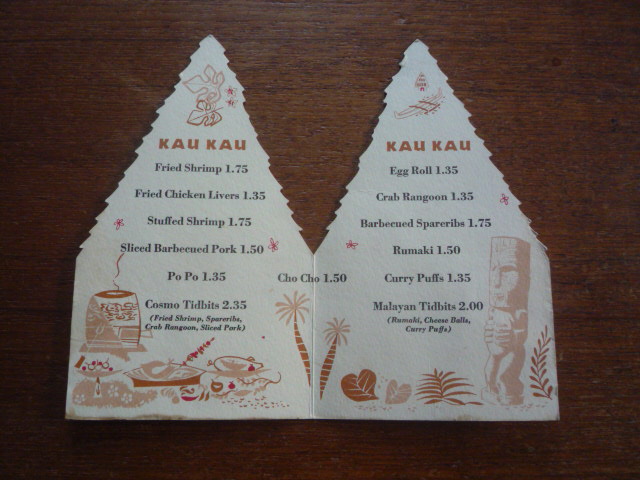 KAU KAU
Fried Shrimp 1.75
Fried Chicken Livers 1.35
Stuffed Shrimp 1.75
Sliced Barbecued Pork 1.50
Po Po 1.35
Cho Cho 1.50
Cosmo Tidbits 2.35
(Fried Shrimp, Spareribs,
Crab Rangoon, Sliced Pork)
KAU KAU
Egg Roll 1.35
Crab Rangoon 1.35
Barbecued Spareribs 1.75
Rumaki 1.50
Curry Puffs 1.35
Malayan Tidbits 2.00
(Rumaki, Cheese Balls,
Curry Puffs)